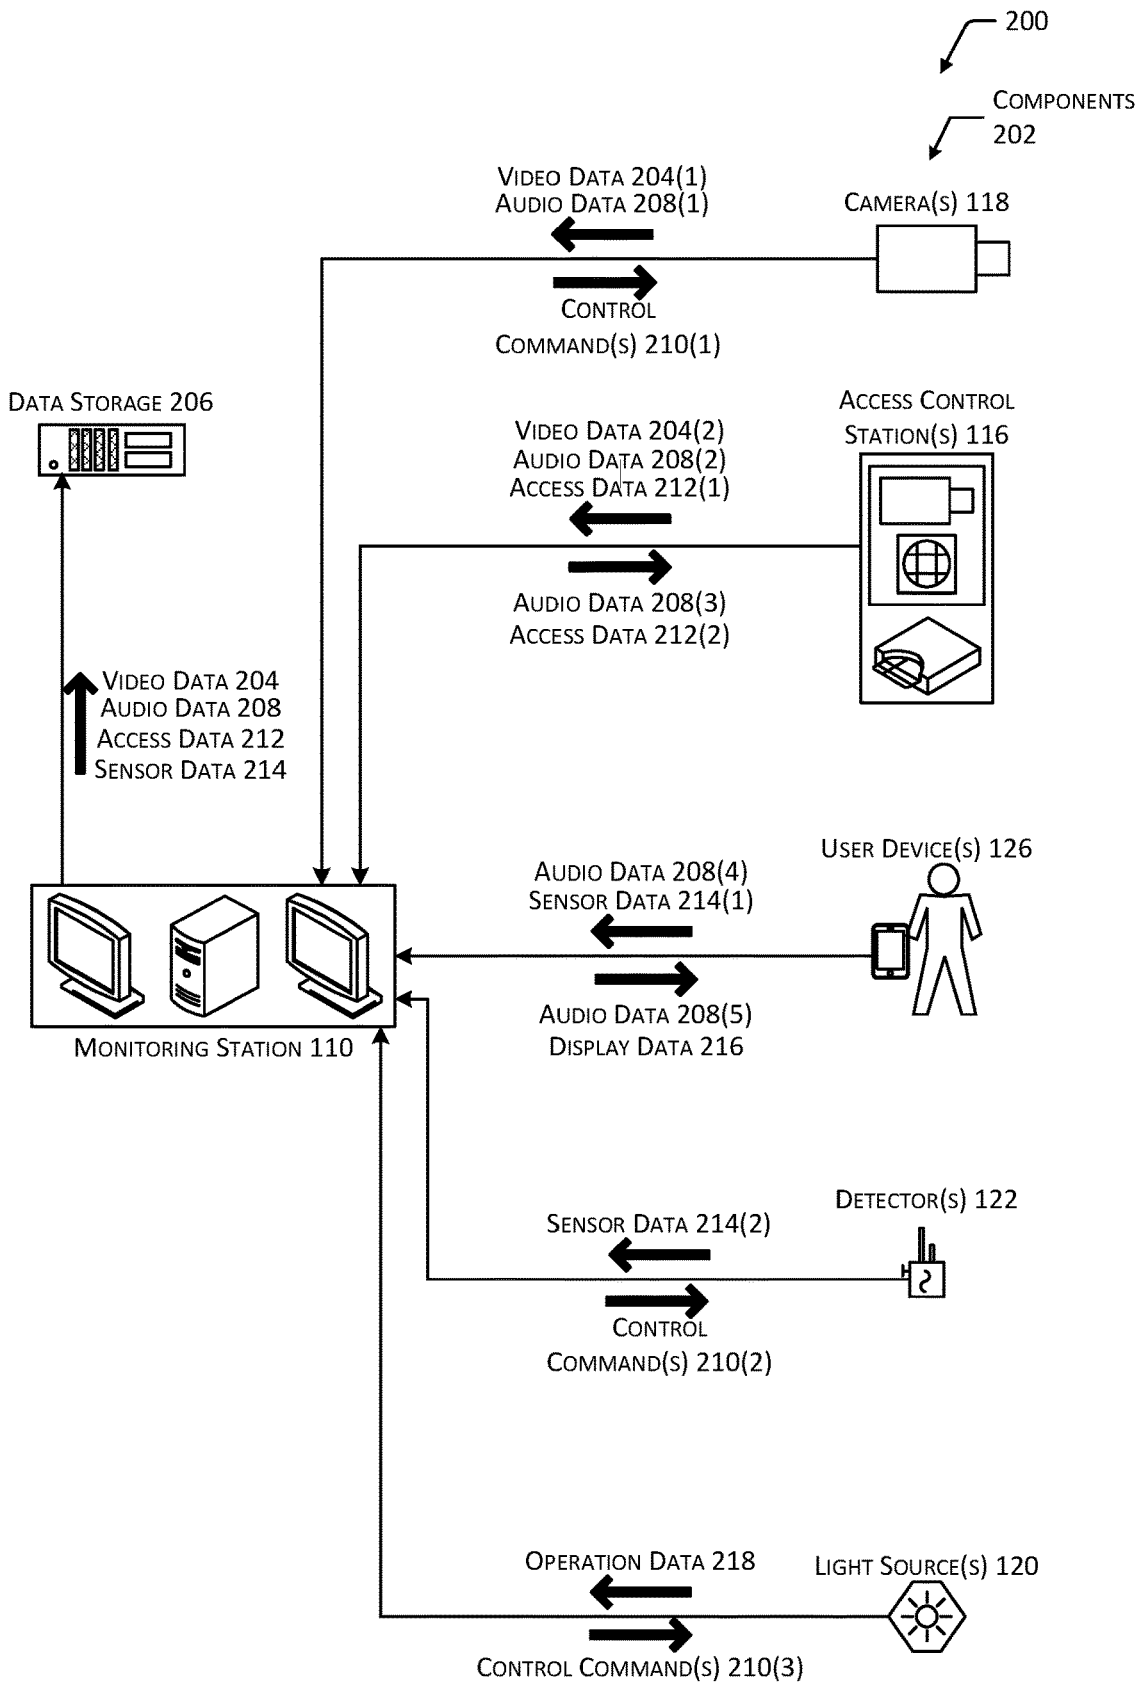 200
COMPONENTS
202
VIDEO DATA 204(1)
AUDIO DATA 208(1)
CAMERA(S) 118
CONTROL
COMMAND(S) 210(1)
DATA STORAGE 206
ACCESS CONTROL
STATION(S) 116
VIDEO DATA 204(2)
AUDIO DATA 208(2)
ACCESS DATA 212(1)
AUDIO DATA 208(3)
ACCESS DATA 212(2)
VIDEO DATA 204
AUDIO DATA 208
ACCESS DATA 212
SENSOR DATA 214
USER DEVICE(S) 126
AUDIO DATA 208(4)
SENSOR DATA 214(1)
AUDIO DATA 208(5)
DISPLAY DATA 216
MONITORING STATION 110
DETECTOR(S) 122
SENSOR DATA 214(2)
CONTROL
COMMAND(S) 210(2)
OPERATION DATA 218
LIGHT SOURCE(S) 120
CONTROL COMMAND(S) 210(3)